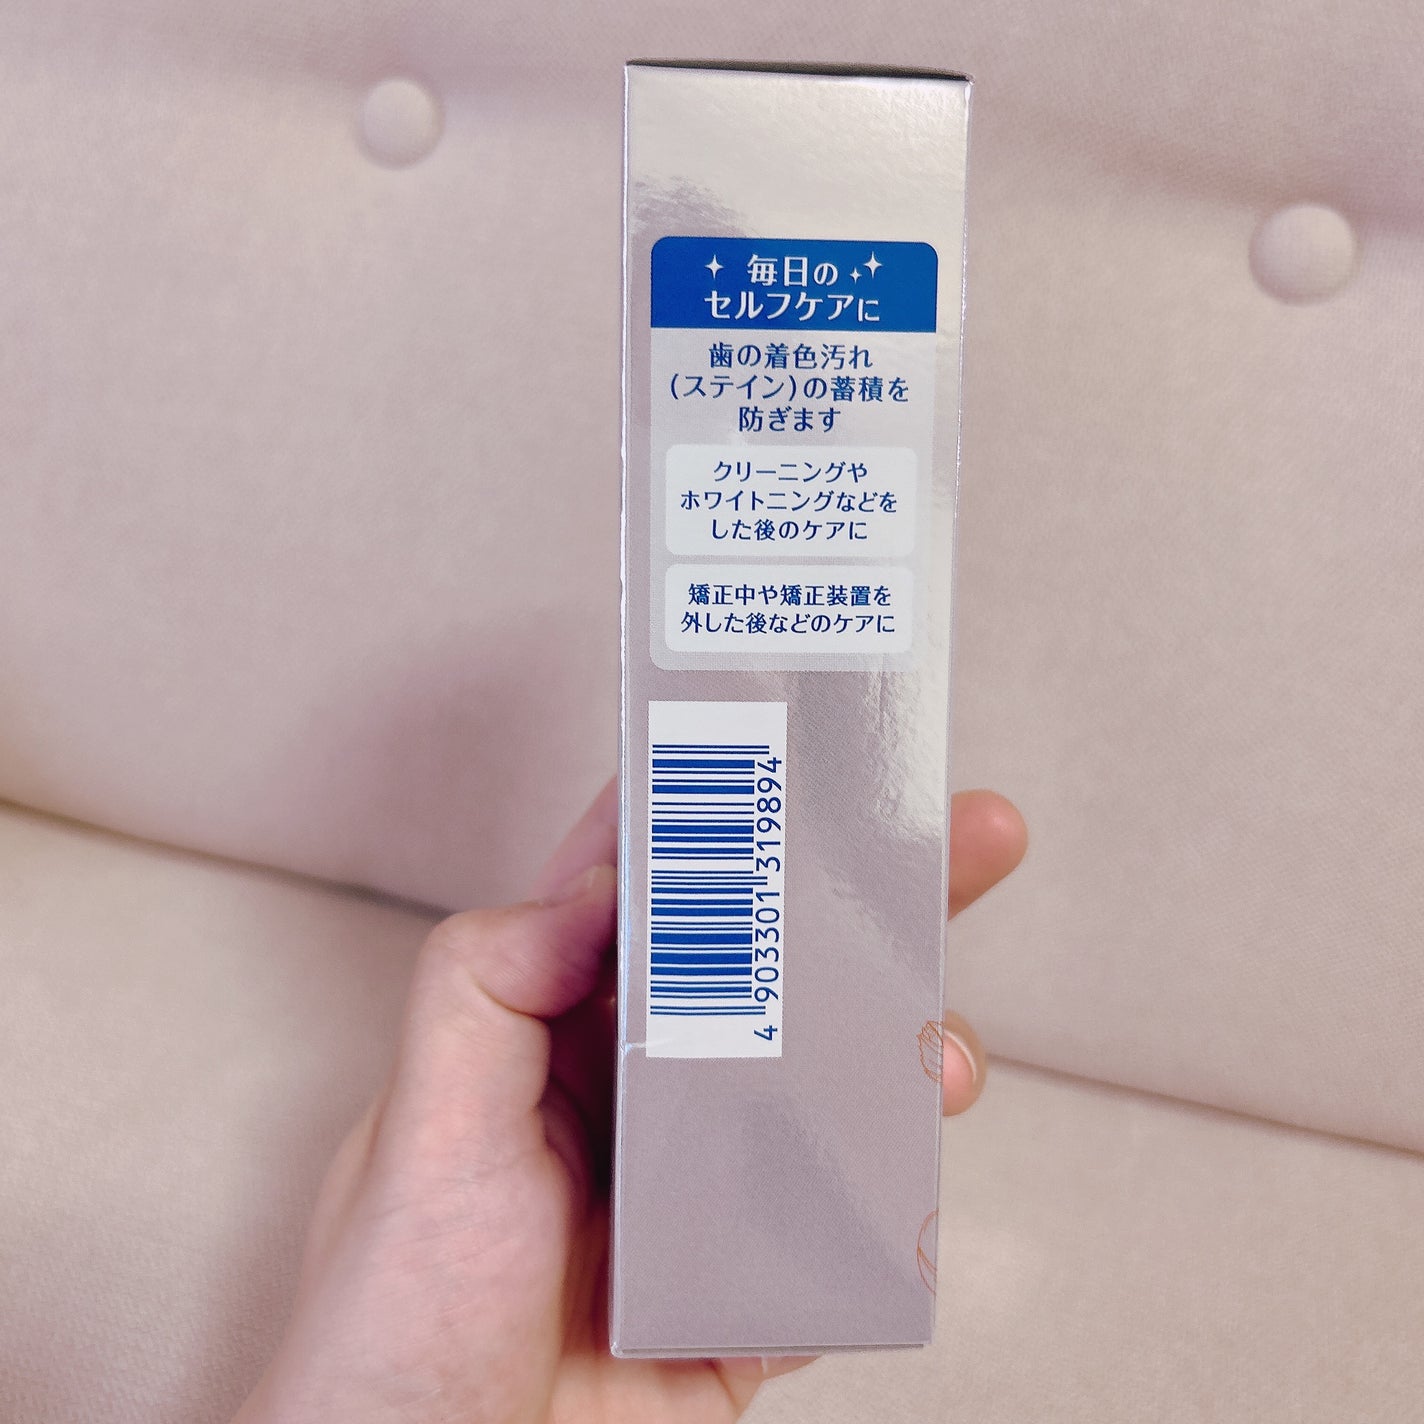 毎日の
セルフケアに
歯の着色汚れ
(ステイン)の蓄積を
防ぎます
クリーニングや
ホワイトニングなどを
した後のケアに
矯正中や矯正装置を
外した後などのケアに
4 903301 319894